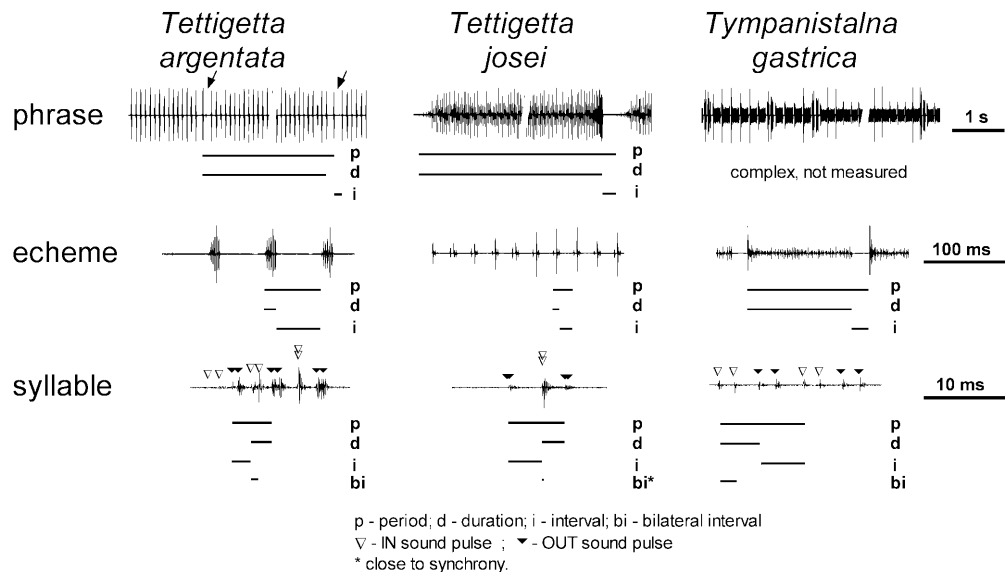 Tettigetta argentata
Tettigetta josei
Tympanistalna gastrica
phrase
1 s
p
d
i
p
d
i
complex, not measured
echeme
100 ms
p
d
i
p
d
i
p
d
i
syllable
10 ms
p
d
i
bi
p
d
i
bi*
p
d
i
bi
p - period; d - duration; i - interval; bi - bilateral interval
▽ - IN sound pulse ; ▼ - OUT sound pulse
* close to synchrony.